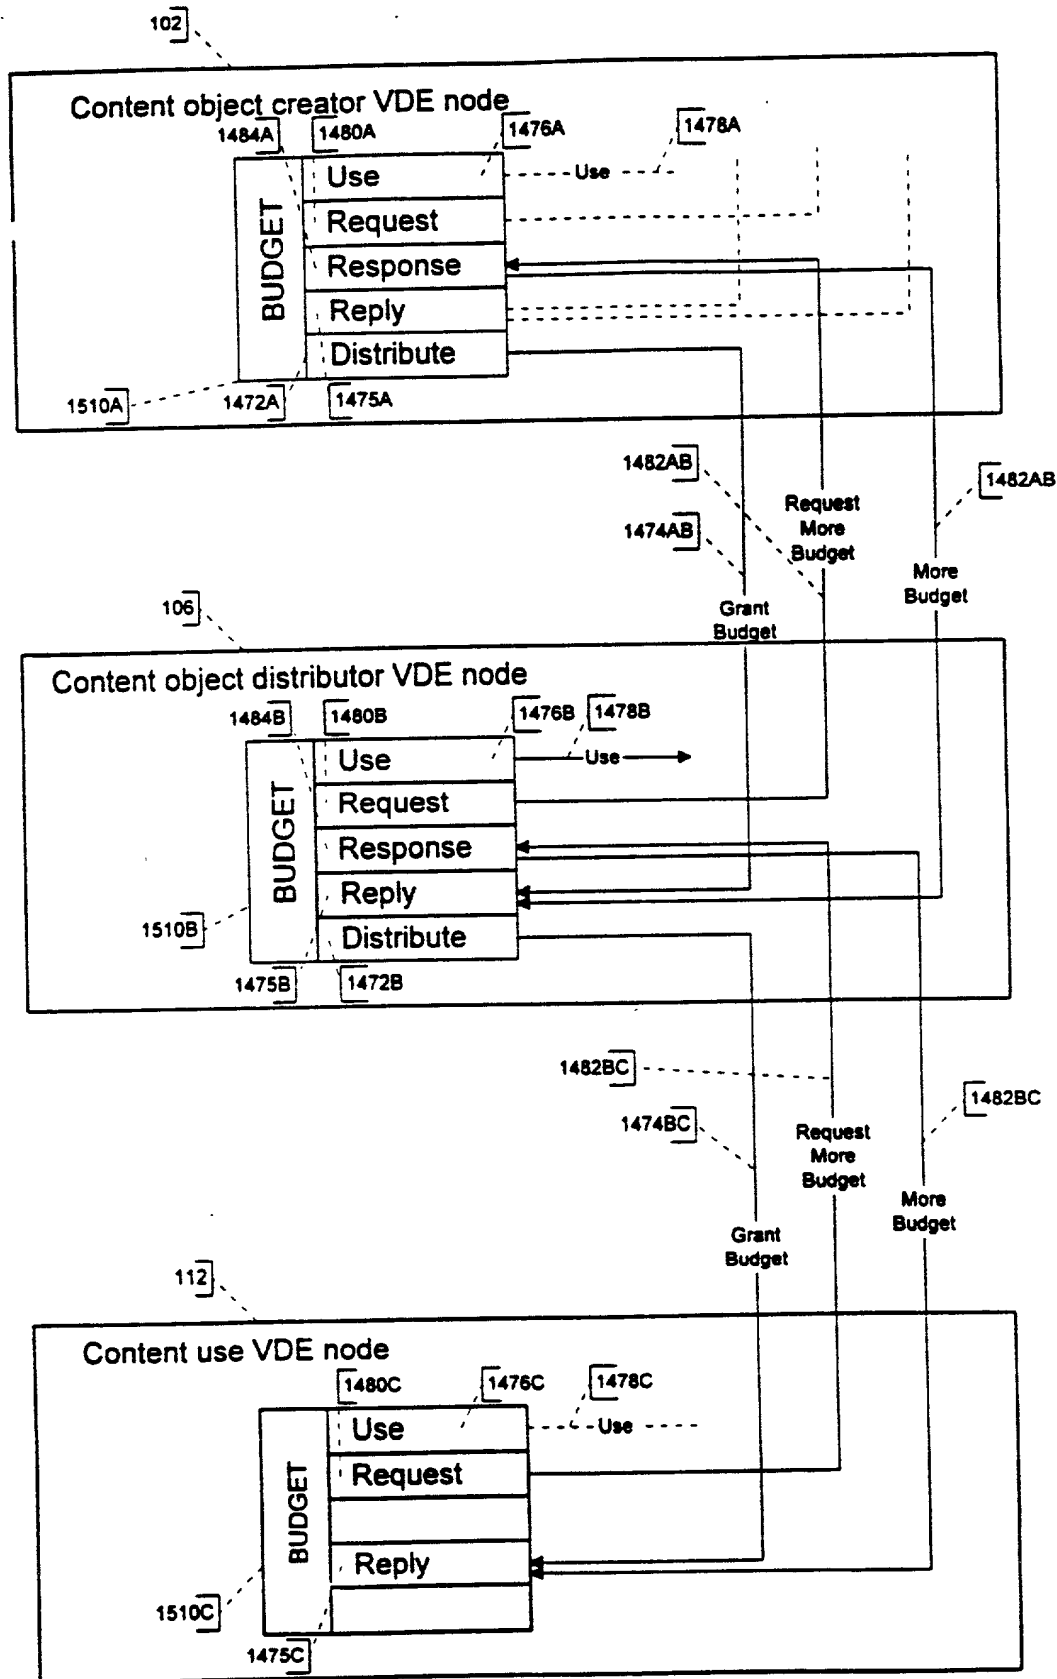 102
Content object creator VDE node
1484A
1480A
1476A
1478A
BUDGET
Use
Use
Request
Response
Reply
Distribute
1510A
1472A
1475A
1482AB
1474AB
Request
More
Budget
1482AB
More
Budget
Grant
Budget
106
Content object distributor VDE node
1484B
1480B
1476B
1478B
BUDGET
Use
Use
Request
Response
Reply
Distribute
1510B
1475B
1472B
1482BC
1474BC
Request
More
Budget
1482BC
More
Budget
Grant
Budget
112
Content use VDE node
1480C
1476C
1478C
BUDGET
Use
Use
Request
Reply
1510C
1475C